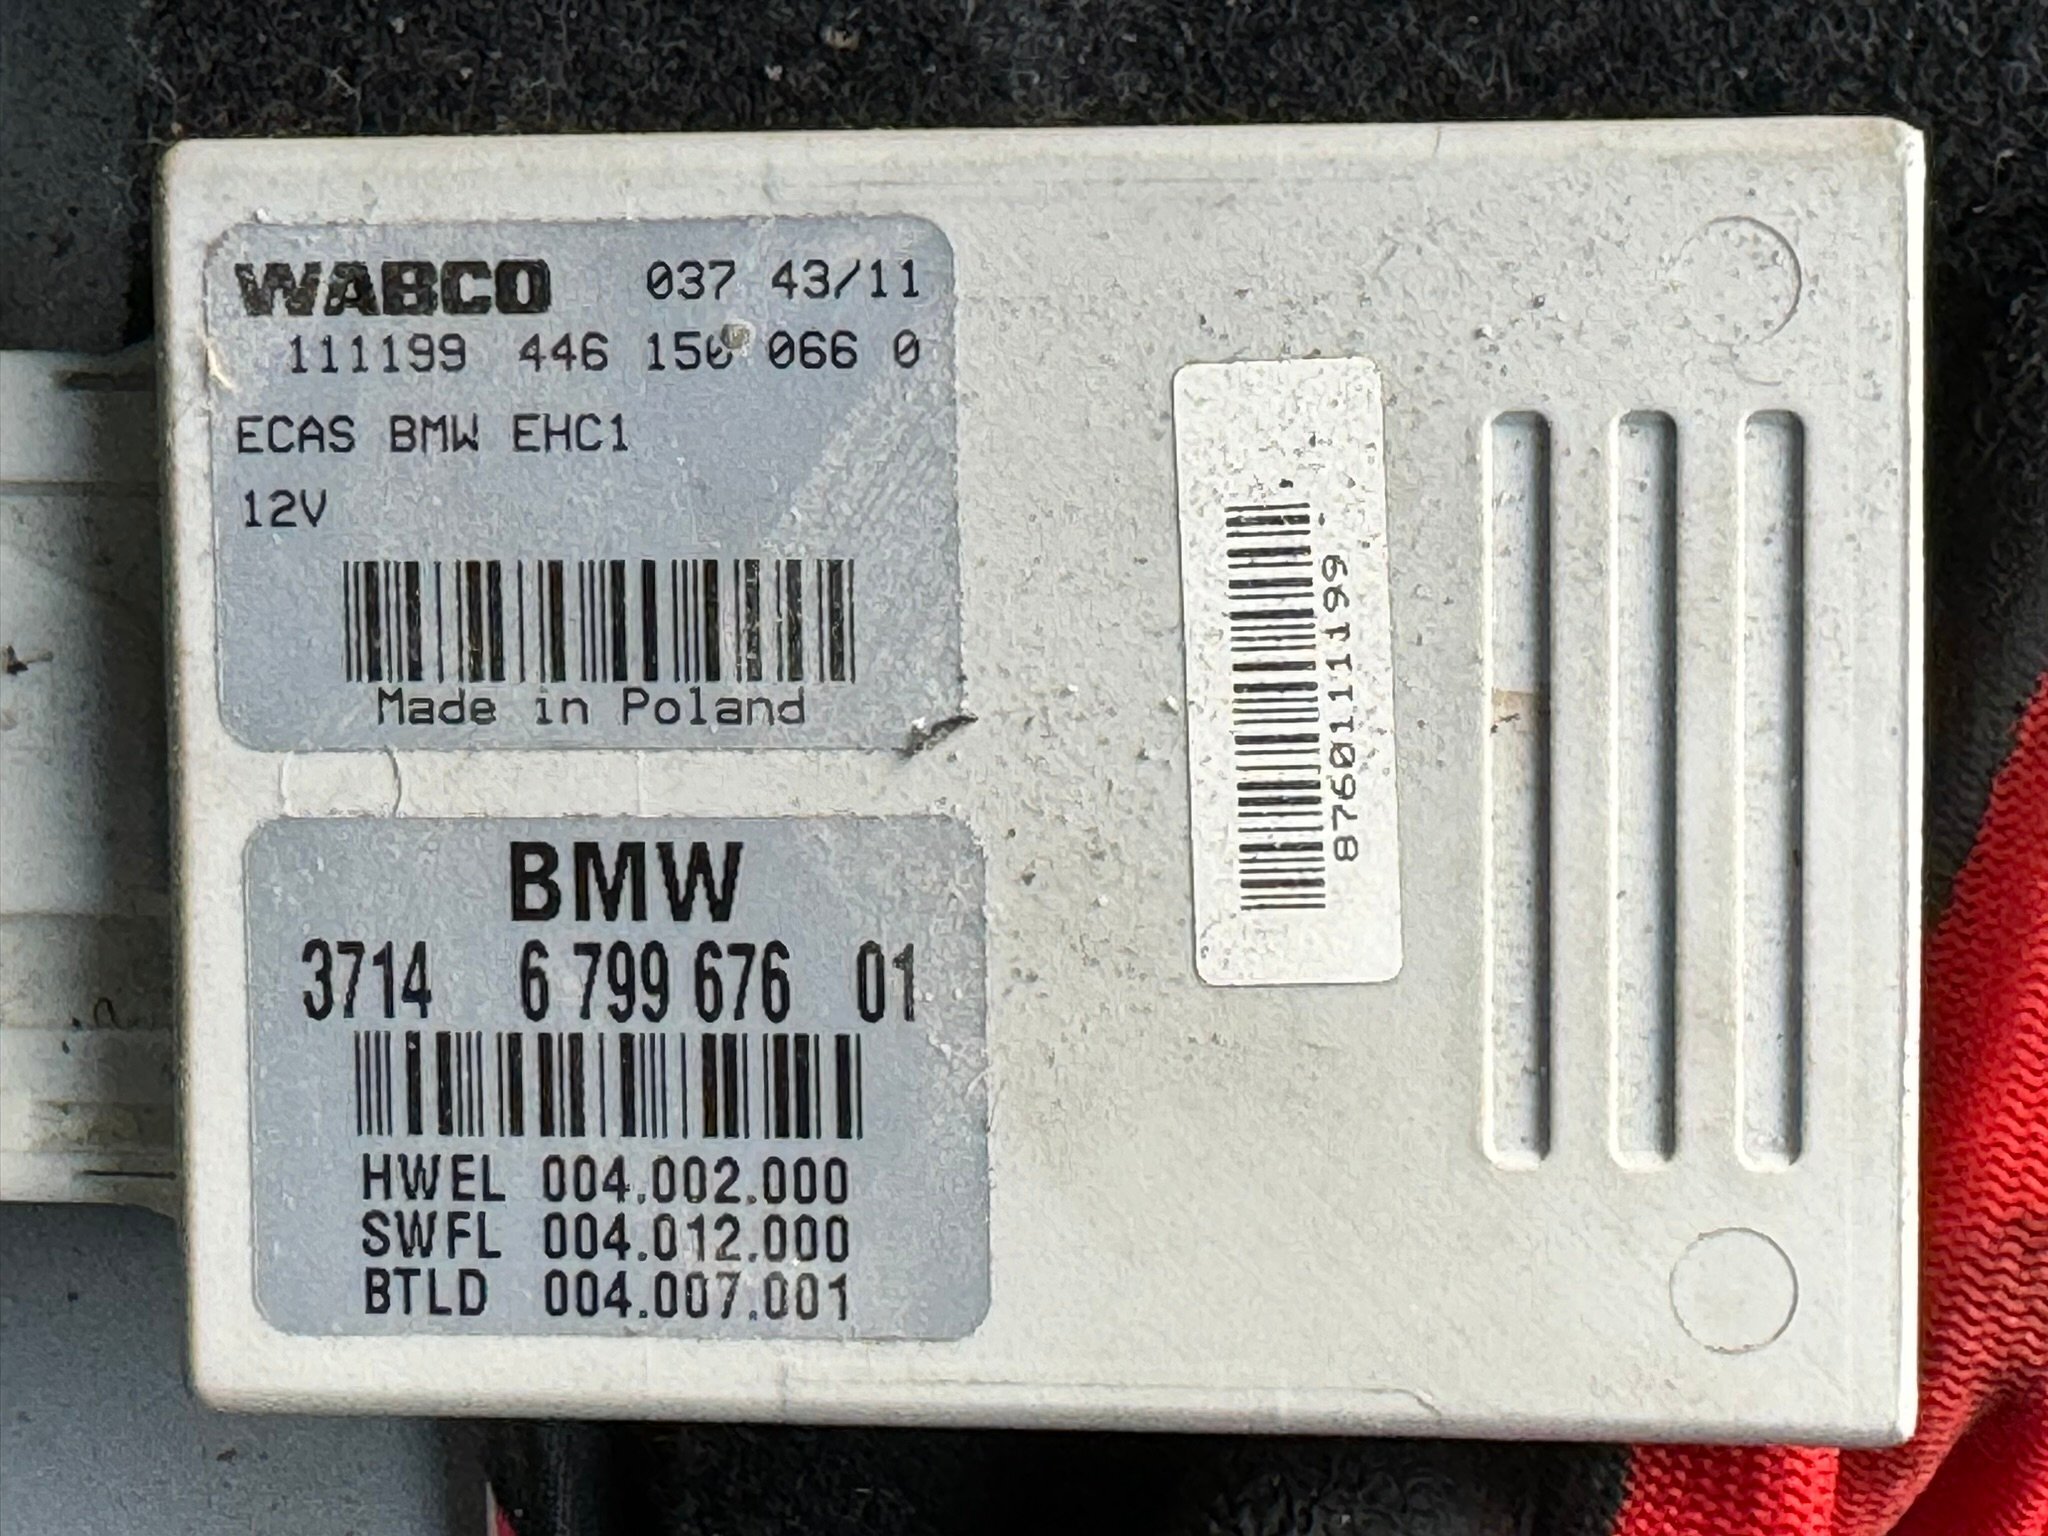 WABCO 037 43/11
111199 446 150 066 0
ECAS BMW EHC1
12V
Made in Poland
BMW
3714 6 799 676 01
HWEL 004.002.000
SWFL 004.012.000
BTLD 004.007.001
87601111199